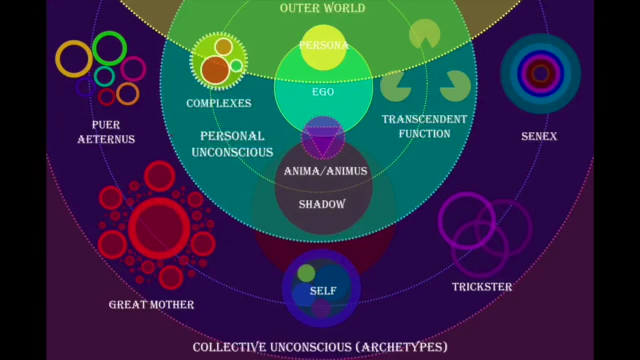 OUTER WORLD
PERSONA
EGO
COMPLEXES
TRANSCENDENT
FUNCTION
PUER
AETERNUS
PERSONAL
UNCONSCIOUS
SENEX
ANIMA/ANIMUS
SHADOW
SELF
TRICKSTER
GREAT MOTHER
COLLECTIVE UNCONSCIOUS (ARCHETYPES)